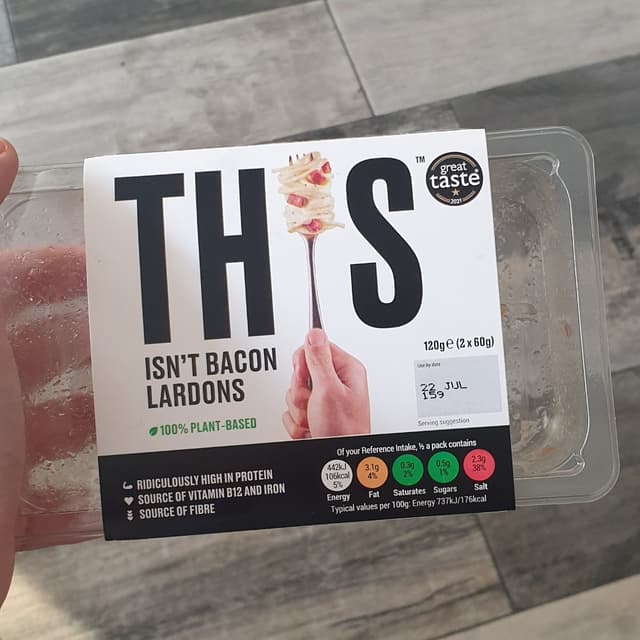 THIS™
great
taste
2021
ISN'T BACON
LARDONS
100% PLANT-BASED
120g℮ (2 x 60g)
Use by date
22 JUL
159
Serving suggestion
RIDICULOUSLY HIGH IN PROTEIN
SOURCE OF VITAMIN B12 AND IRON
SOURCE OF FIBRE
Of your Reference Intake, ½ a pack contains
442kJ 3.1g 0.3g 0.5g 2.3g
106kcal 4% 2% 1% 38%
5%
Energy Fat Saturates Sugars Salt
Typical values per 100g: Energy 737kJ/176kcal